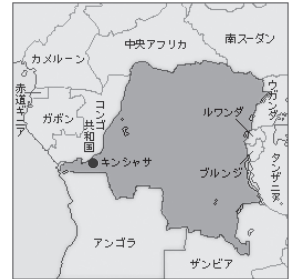 中央アフリカ
南スーダン
カメルーン
赤道ギニア
ガボン
コンゴ
共和国
ウガンダ
ルワンダ
キンシャサ
ブルンジ
タンザニア
アンゴラ
ザンビア